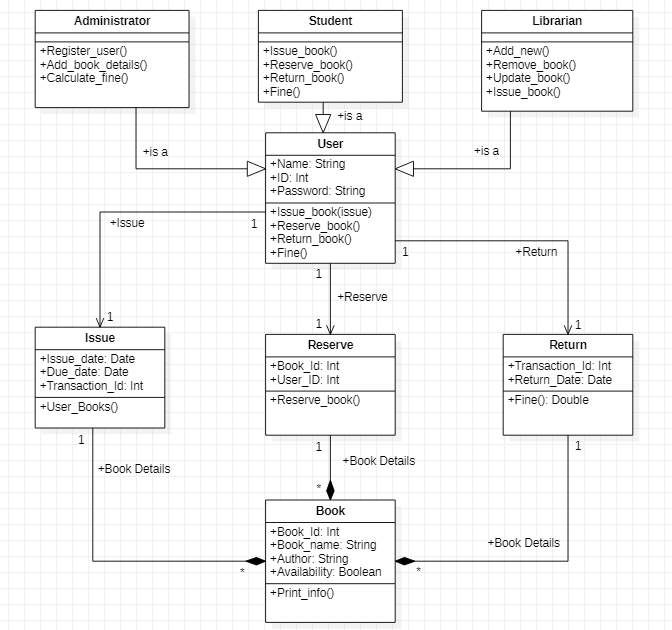 Administrator
+Register_user()
+Add_book_details()
+Calculate_fine()
Student
+Issue_book()
+Reserve_book()
+Return_book()
+Fine()
Librarian
+Add_new()
+Remove_book()
+Update_book()
+Issue_book()
+is a
+is a
+is a
User
+Name: String
+ID: Int
+Password: String
+Issue_book(issue)
+Reserve_book()
+Return_book()
+Fine()
+Issue
1
1
+Return
1
+Reserve
1
1
1
Issue
+Issue_date: Date
+Due_date: Date
+Transaction_Id: Int
+User_Books()
Reserve
+Book_Id: Int
+User_ID: Int
+Reserve_book()
Return
+Transaction_Id: Int
+Return_Date: Date
+Fine(): Double
1
+Book Details
1
+Book Details
*
1
+Book Details
Book
+Book_Id: Int
+Book_name: String
+Author: String
+Availability: Boolean
+Print_info()
*
*